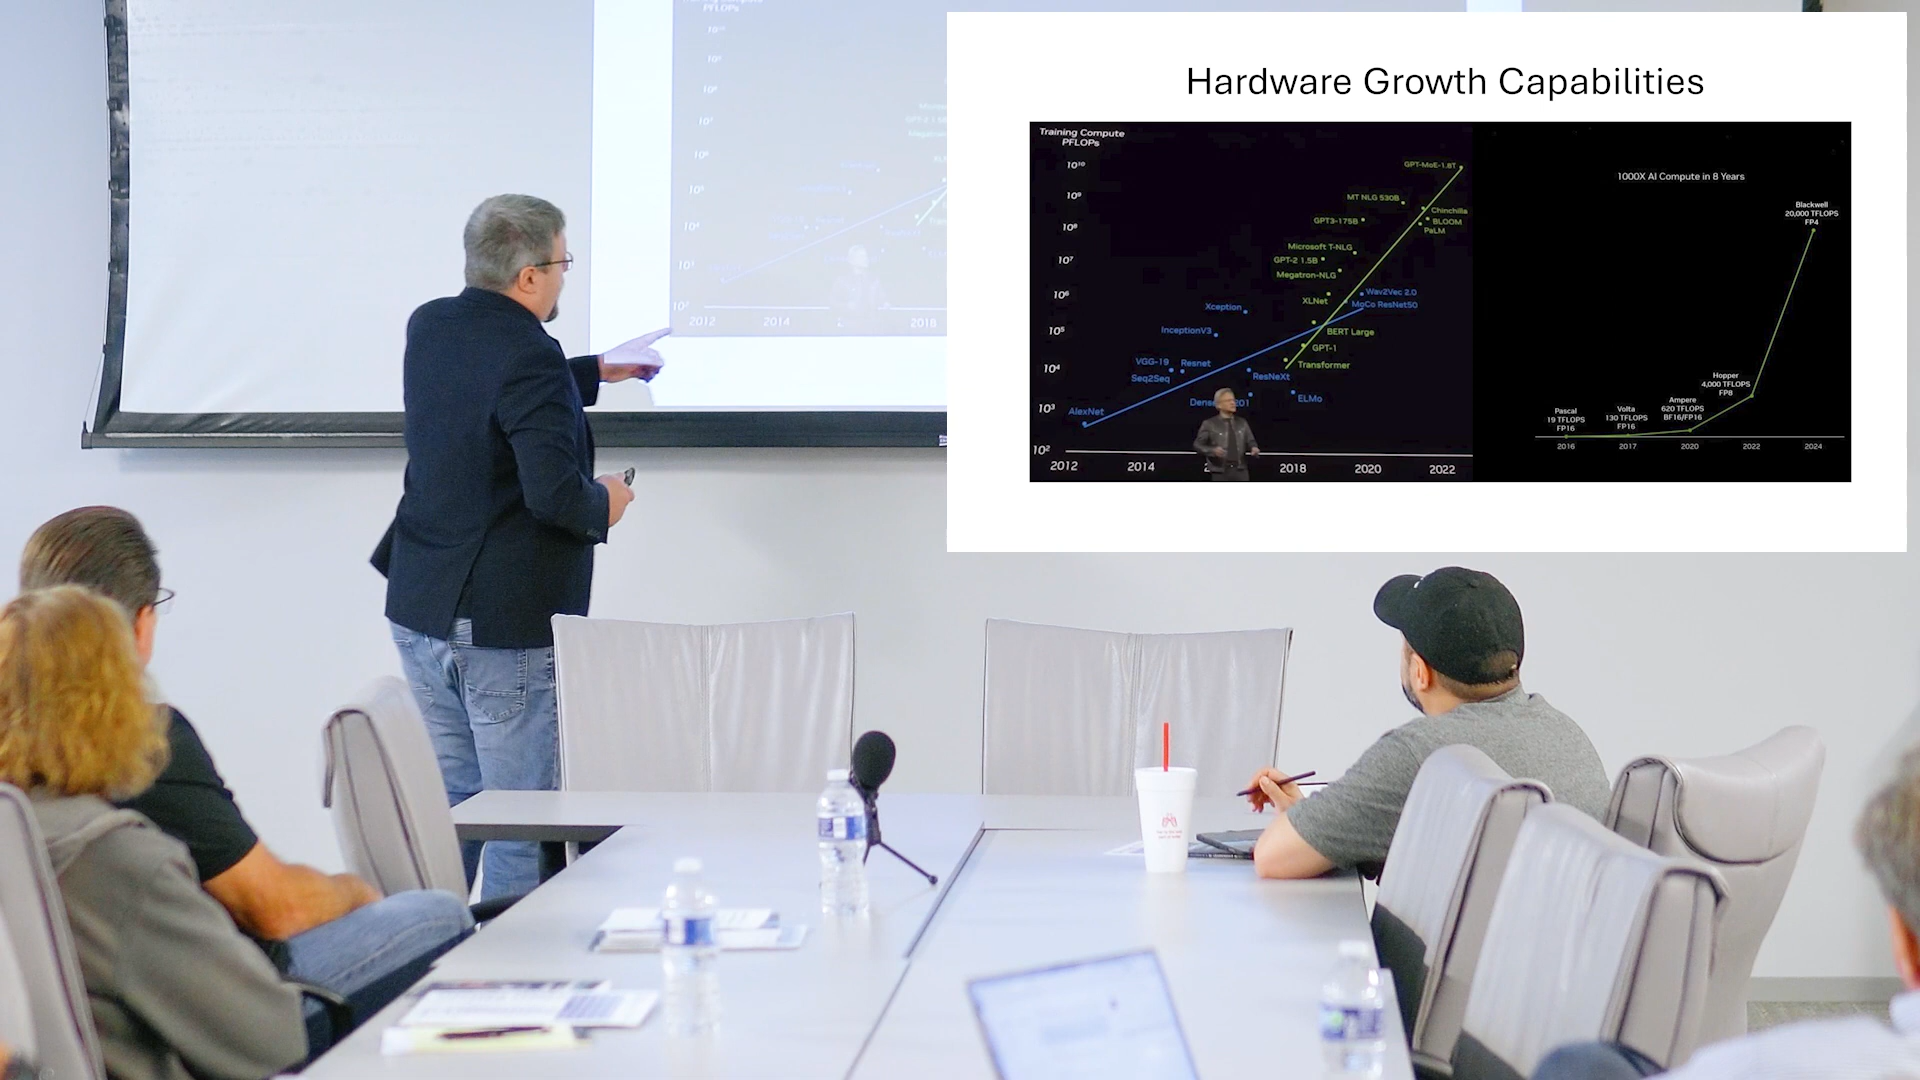 Hardware Growth Capabilities
Training Compute
PFLOPs
10¹⁰
10⁹
10⁸
10⁷
10⁶
10⁵
10⁴
10³
10²
2012
2014
2018
2020
2022
GPT-MoE-1.8T
MT NLG 530B
Chinchilla
GPT3-175B
BLOOM
PaLM
Microsoft T-NLG
GPT-2 1.5B
Megatron-NLG
Wav2Vec 2.0
XLNet
MoCo ResNet50
Xception
InceptionV3
BERT Large
GPT-1
VGG-19
Resnet
Transformer
Seq2Seq
ResNeXt
ELMo
AlexNet
1000X AI Compute in 8 Years
Blackwell
20,000 TFLOPS
FP4
Hopper
4,000 TFLOPS
FP8
Ampere
620 TFLOPS
BF16/FP16
Volta
130 TFLOPS
FP16
Pascal
19 TFLOPS
FP16
2016
2017
2020
2022
2024
PFLOPs
2012
2014
2018